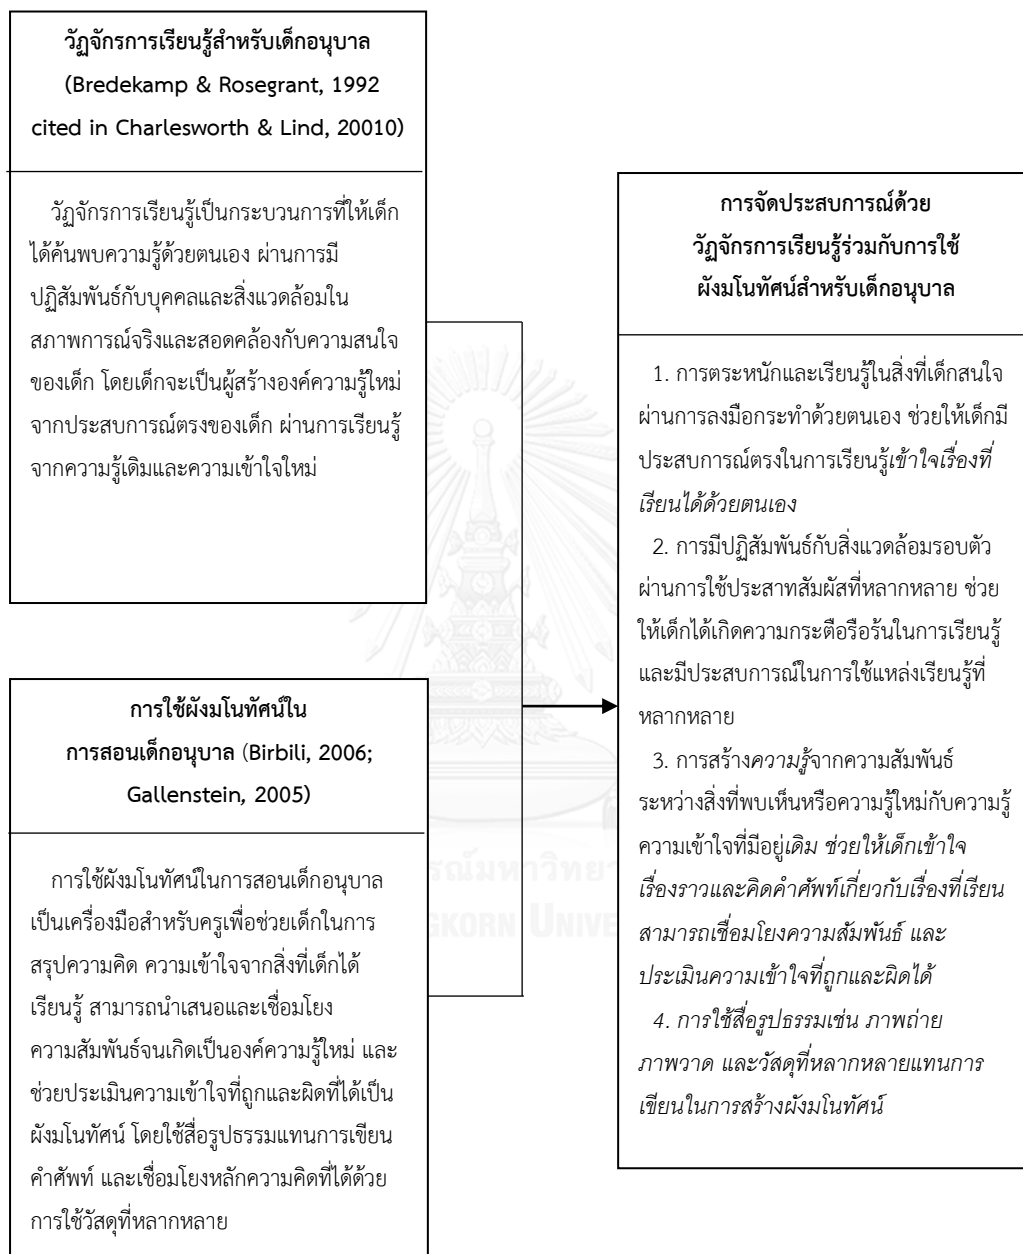 วัฏจักรการเรียนรู้สำหรับเด็กอนุบาล
(Bredekamp & Rosegrant, 1992
cited in Charlesworth & Lind, 20010)
วัฏจักรการเรียนรู้เป็นกระบวนการที่ให้เด็ก
ได้ค้นพบความรู้ด้วยตนเอง ผ่านการมี
ปฏิสัมพันธ์กับบุคคลและสิ่งแวดล้อมใน
สภาพการณ์จริงและสอดคล้องกับความสนใจ
ของเด็ก โดยเด็กจะเป็นผู้สร้างองค์ความรู้ใหม่
จากประสบการณ์ตรงของเด็ก ผ่านการเรียนรู้
จากความรู้เดิมและความเข้าใจใหม่
การใช้ผังมโนทัศน์ใน
การสอนเด็กอนุบาล (Birbili, 2006;
Gallenstein, 2005)
การใช้ผังมโนทัศน์ในการสอนเด็กอนุบาล
เป็นเครื่องมือสำหรับครูเพื่อช่วยเด็กในการ
สรุปความคิด ความเข้าใจจากสิ่งที่เด็กได้
เรียนรู้ สามารถนำเสนอและเชื่อมโยง
ความสัมพันธ์จนเกิดเป็นองค์ความรู้ใหม่ และ
ช่วยประเมินความเข้าใจที่ถูกและผิดที่ได้เป็น
ผังมโนทัศน์ โดยใช้สื่อรูปธรรมแทนการเขียน
คำศัพท์ และเชื่อมโยงหลักความคิดที่ได้ด้วย
การใช้วัสดุที่หลากหลาย
การจัดประสบการณ์ด้วย
วัฏจักรการเรียนรู้ร่วมกับการใช้
ผังมโนทัศน์สำหรับเด็กอนุบาล
1. การตระหนักและเรียนรู้ในสิ่งที่เด็กสนใจ
ผ่านการลงมือกระทำด้วยตนเอง ช่วยให้เด็กมี
ประสบการณ์ตรงในการเรียนรู้เข้าใจเรื่องที่
เรียนได้ด้วยตนเอง
2. การมีปฏิสัมพันธ์กับสิ่งแวดล้อมรอบตัว
ผ่านการใช้ประสาทสัมผัสที่หลากหลาย ช่วย
ให้เด็กได้เกิดความกระตือรือร้นในการเรียนรู้
และมีประสบการณ์ในการใช้แหล่งเรียนรู้ที่
หลากหลาย
3. การสร้างความรู้จากความสัมพันธ์
ระหว่างสิ่งที่พบเห็นหรือความรู้ใหม่กับความรู้
ความเข้าใจที่มีอยู่เดิม ช่วยให้เด็กเข้าใจ
เรื่องราวและคิดคำศัพท์เกี่ยวกับเรื่องที่เรียน
สามารถเชื่อมโยงความสัมพันธ์ และ
ประเมินความเข้าใจที่ถูกและผิดได้
4. การใช้สื่อรูปธรรมเช่น ภาพถ่าย
ภาพวาด และวัสดุที่หลากหลายแทนการ
เขียนในการสร้างผังมโนทัศน์
รณ์มหาวิทยา
GKORN UNIVE